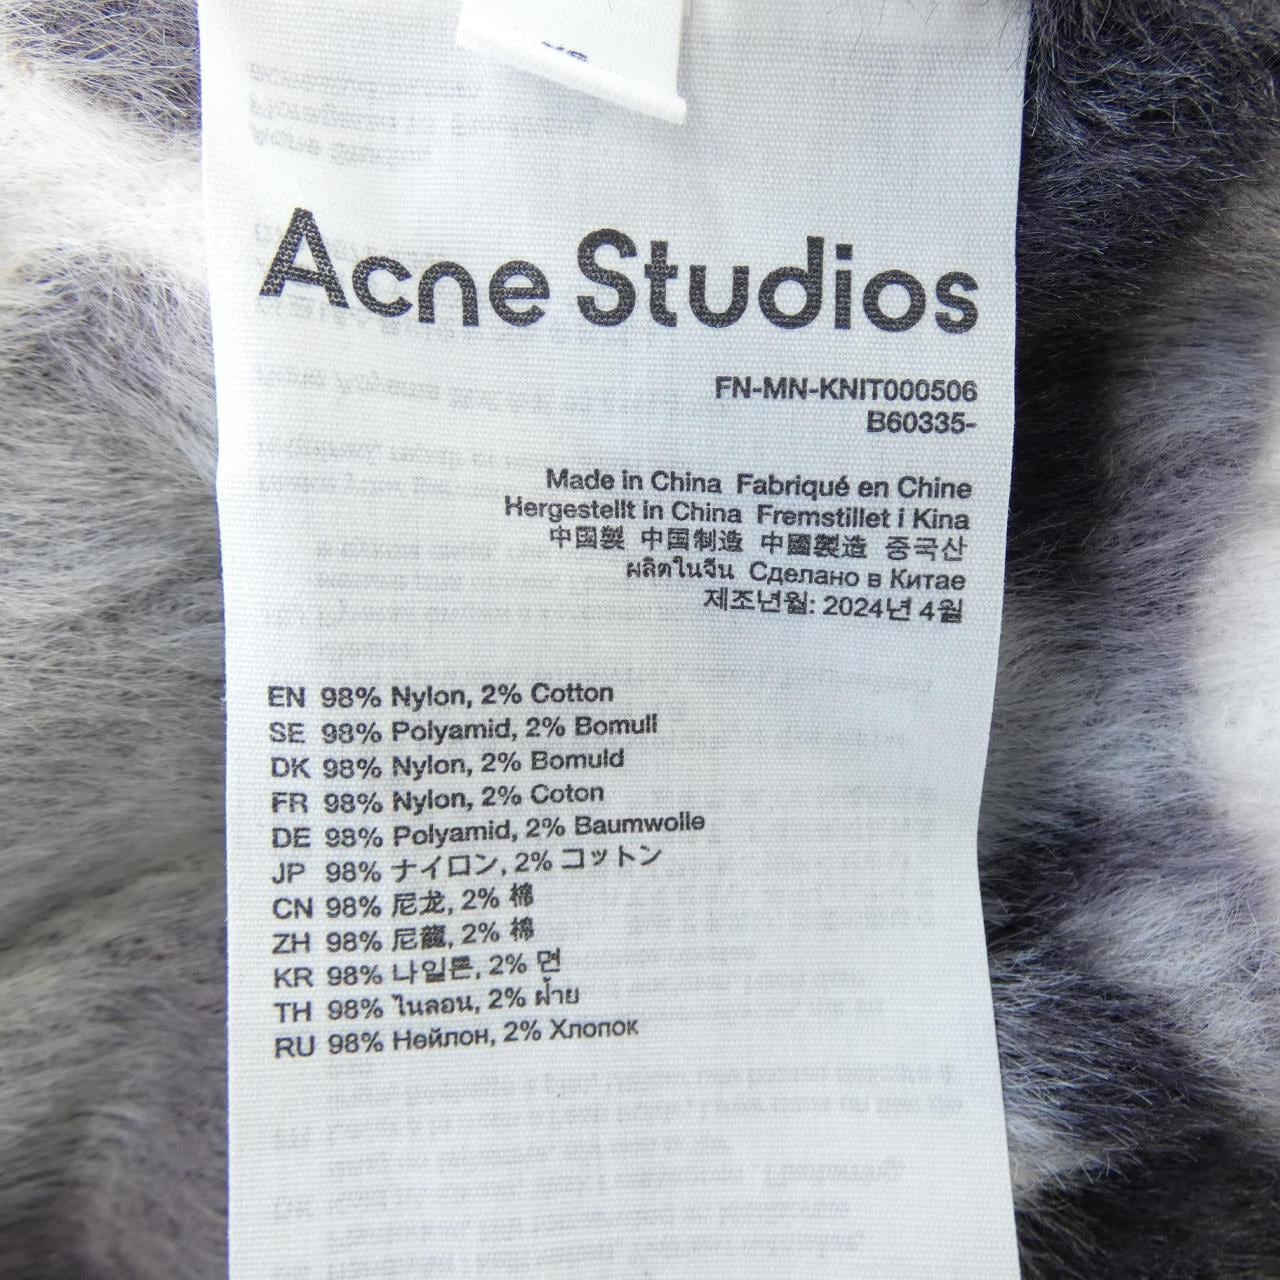 Acne Studios
FN-MN-KNIT000506
B60335-
Made in China Fabriqué en Chine
Hergestellt in China Fremstillet i Kina
中国製 中国制造 中國製造 중국산
ผลิตในจีน Сделано в Китае
제조년월: 2024년 4월
EN 98% Nylon, 2% Cotton
SE 98% Polyamid, 2% Bomull
DK 98% Nylon, 2% Bomuld
FR 98% Nylon, 2% Coton
DE 98% Polyamid, 2% Baumwolle
JP 98% ナイロン, 2% コットン
CN 98% 尼龙, 2% 棉
ZH 98% 尼龍, 2% 棉
KR 98% 나일론, 2% 면
TH 98% ไนลอน, 2% ฝ้าย
RU 98% Нейлон, 2% Хлопок